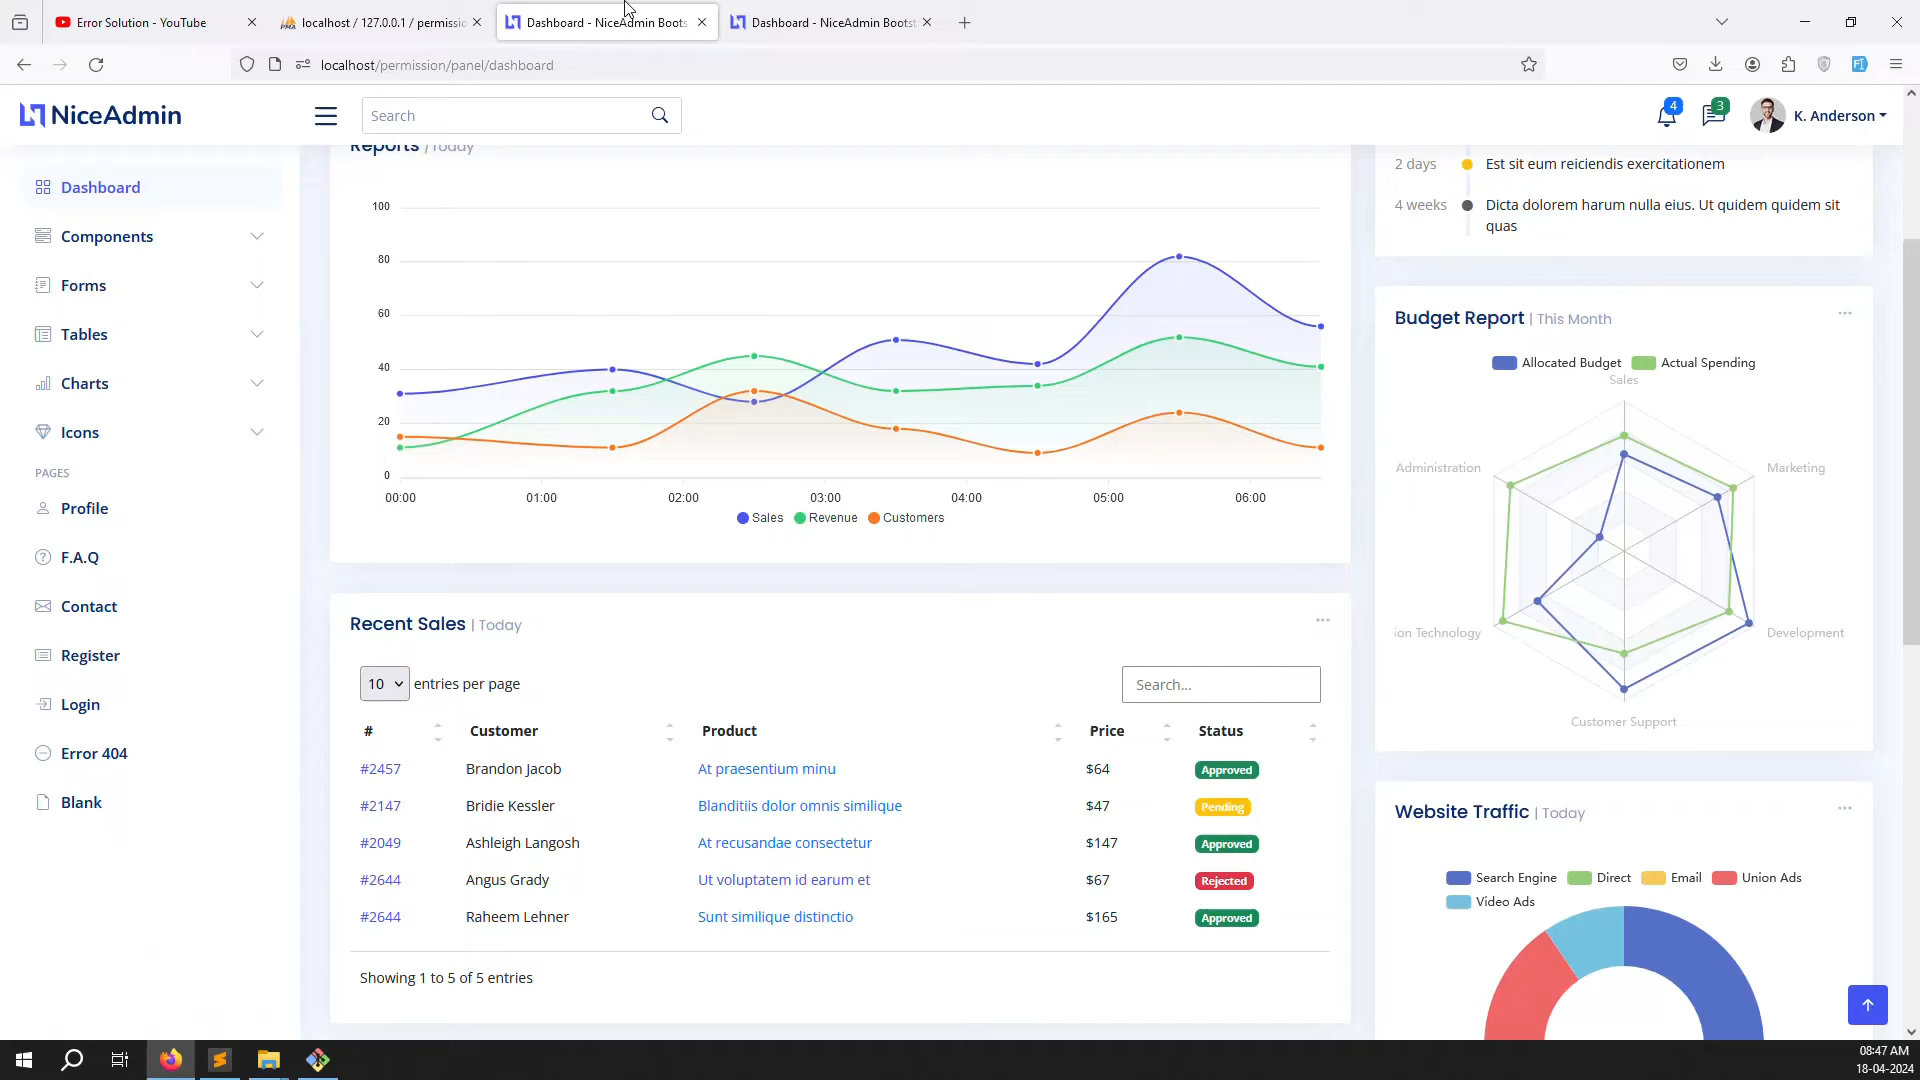 Error Solution - YouTube
localhost / 127.0.0.1 / permissio
Dashboard - NiceAdmin Boots
Dashboard - NiceAdmin Bootst
localhost/permission/panel/dashboard
NiceAdmin
Search
4
3
K. Anderson
Dashboard
Components
Forms
Tables
Charts
Icons
PAGES
Profile
F.A.Q
Contact
Register
Login
Error 404
Blank
Reports /Today
100
80
60
40
20
0
00:00 01:00 02:00 03:00 04:00 05:00 06:00
Sales Revenue Customers
Recent Sales | Today
10 entries per page
Search...
# Customer Product Price Status
#2457 Brandon Jacob At praesentium minu $64 Approved
#2147 Bridie Kessler Blanditiis dolor omnis similique $47 Pending
#2049 Ashleigh Langosh At recusandae consectetur $147 Approved
#2644 Angus Grady Ut voluptatem id earum et $67 Rejected
#2644 Raheem Lehner Sunt similique distinctio $165 Approved
Showing 1 to 5 of 5 entries
2 days Est sit eum reiciendis exercitationem
4 weeks Dicta dolorem harum nulla eius. Ut quidem quidem sit
quas
Budget Report | This Month
Allocated Budget Actual Spending
Sales
Administration Marketing
ion Technology Development
Customer Support
Website Traffic | Today
Search Engine Direct Email Union Ads
Video Ads
08:47 AM
18-04-2024